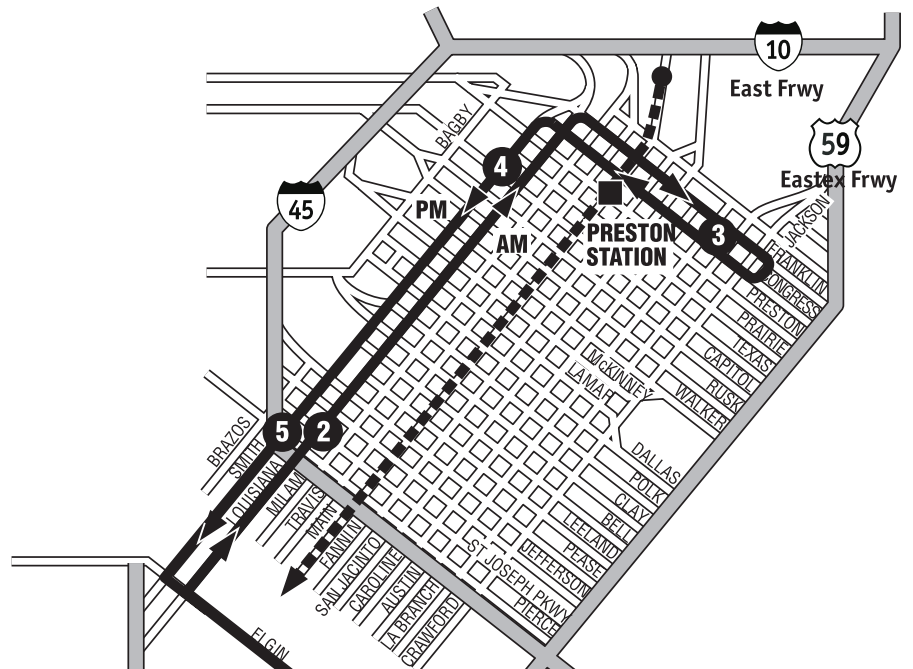 10
East Frwy
59
Eastex Frwy
45
BAGBY
4
PM
AM
PRESTON
STATION
3
JACKSON
FRANKLIN
CONGRESS
PRESTON
PRAIRIE
TEXAS
CAPITOL
RUSK
WALKER
McKINNEY
LAMAR
DALLAS
POLK
CLAY
BELL
LEELAND
PEASE
JEFFERSON
ST JOSEPH PKWY
PIERCE
5
2
BRAZOS
SMITH
LOUISIANA
MILAM
TRAVIS
MAIN
FANNIN
SAN JACINTO
CAROLINE
AUSTIN
LA BRANCH
CRAWFORD
ELGIN